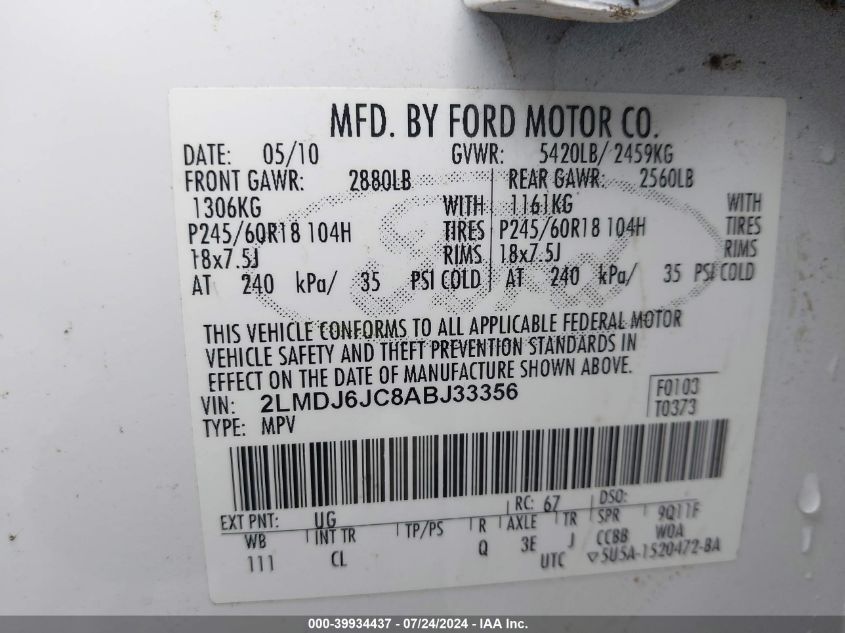 MFD. BY FORD MOTOR CO.
DATE: 05/10 GVWR: 5420LB/ 2459KG
FRONT GAWR: 2880LB REAR GAWR: 2560LB
1306KG WITH 1161KG WITH
P245/60R18 104H TIRES P245/60R18 104H TIRES
18x7.5J RIMS 18x7.5J RIMS
AT 240 kPa/ 35 PSI COLD AT 240 kPa/ 35 PSI COLD
THIS VEHICLE CONFORMS TO ALL APPLICABLE FEDERAL MOTOR
VEHICLE SAFETY AND THEFT PREVENTION STANDARDS IN
EFFECT ON THE DATE OF MANUFACTURE SHOWN ABOVE.
VIN: 2LMDJ6JC8ABJ33356 F0103
TYPE: MPV T0373
EXT PNT: UG RC: 67 DSO:
WB INT TR TP/PS R AXLE TR SPR 9Q11F
111 CL Q 3E J CCBB WOA
UTC 5U5A-1520472-BA
000-39934437 - 07/24/2024 - IAA Inc.